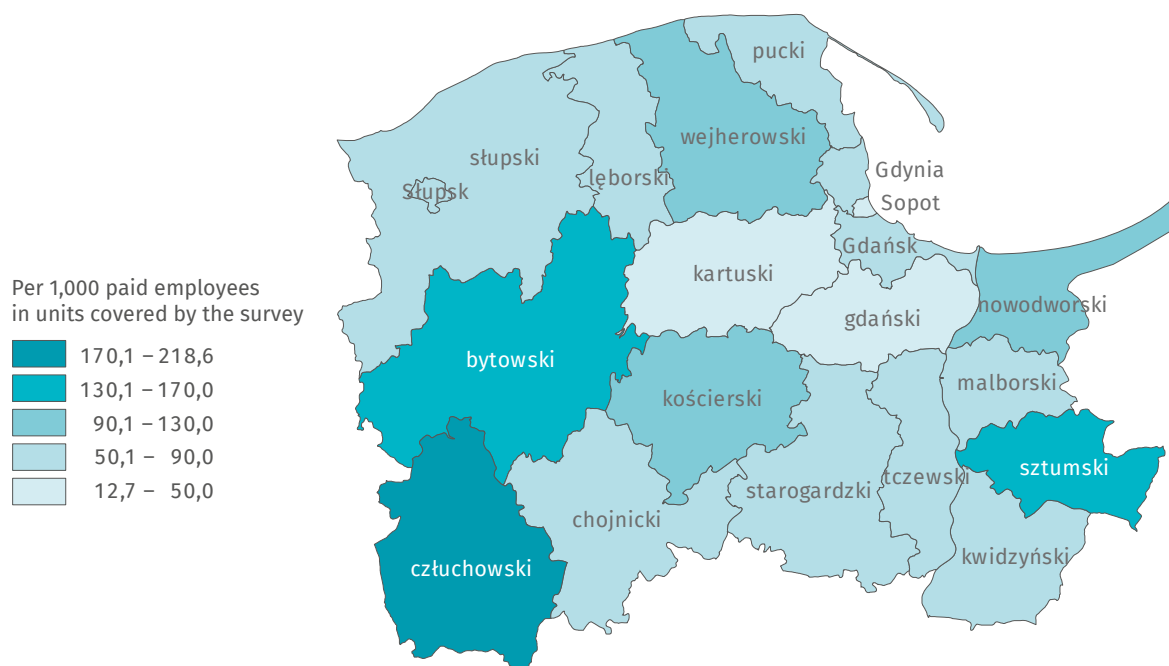 pucki
wejherowski
słupski
Słupsk
lęborski
Gdynia
Sopot
Gdańsk
kartuski
gdański
nowodworski
bytowski
kościerski
malborski
sztumski
tczewski
starogardzki
chojnicki
kwidzyński
człuchowski
Per 1,000 paid employees
in units covered by the survey
170,1 – 218,6
130,1 – 170,0
90,1 – 130,0
50,1 – 90,0
12,7 – 50,0